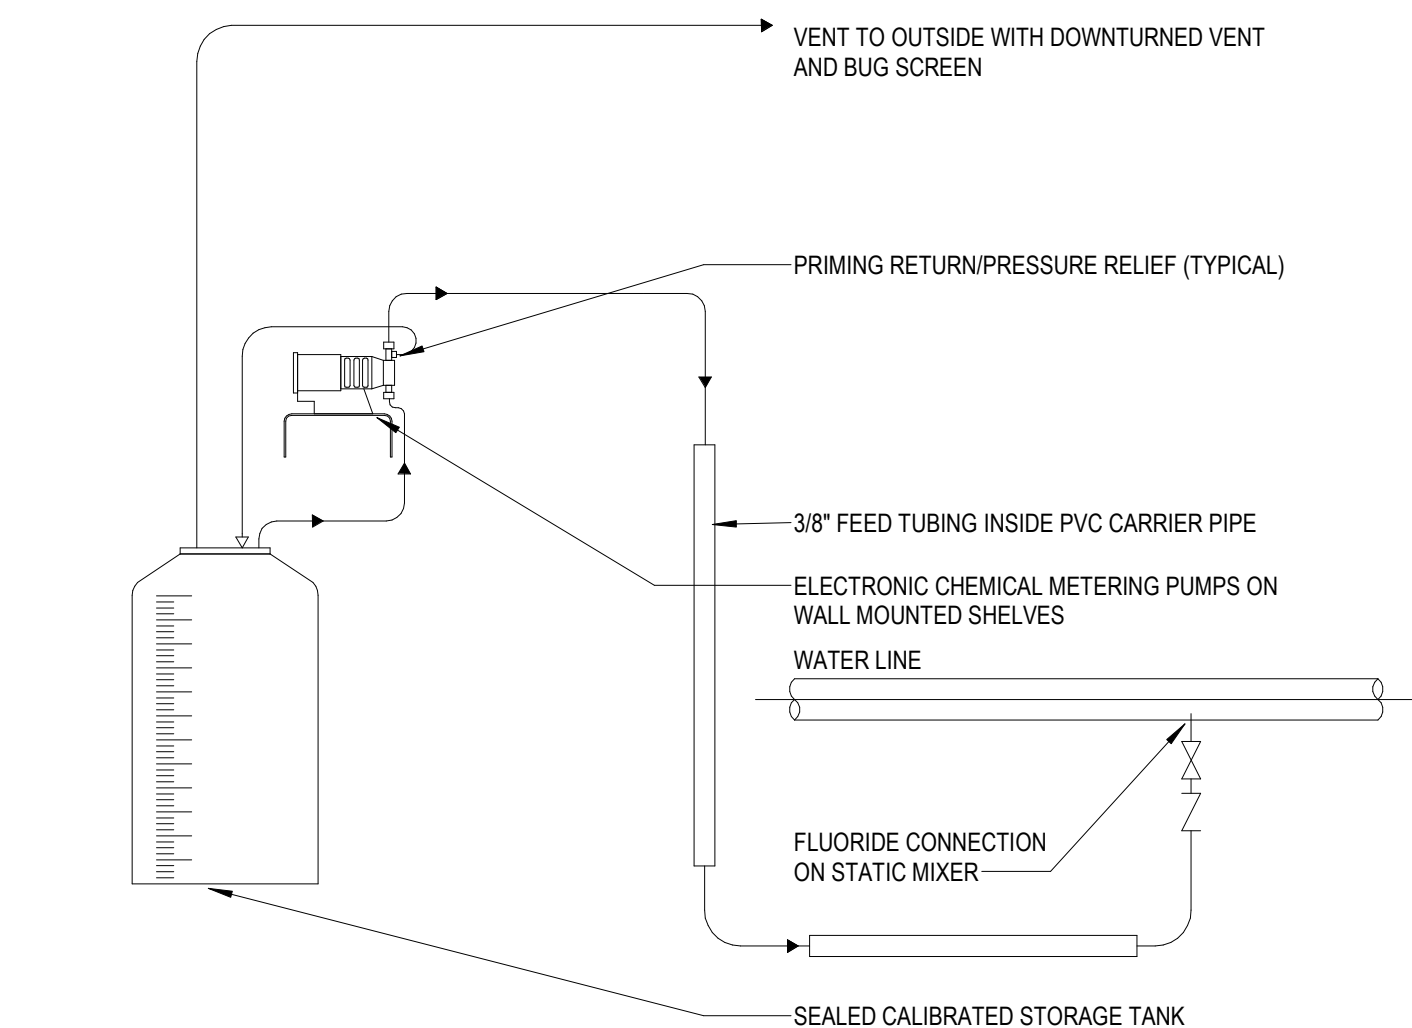 VENT TO OUTSIDE WITH DOWNTURNED VENT
AND BUG SCREEN
PRIMING RETURN/PRESSURE RELIEF (TYPICAL)
3/8" FEED TUBING INSIDE PVC CARRIER PIPE
ELECTRONIC CHEMICAL METERING PUMPS ON
WALL MOUNTED SHELVES
WATER LINE
FLUORIDE CONNECTION
ON STATIC MIXER
SEALED CALIBRATED STORAGE TANK